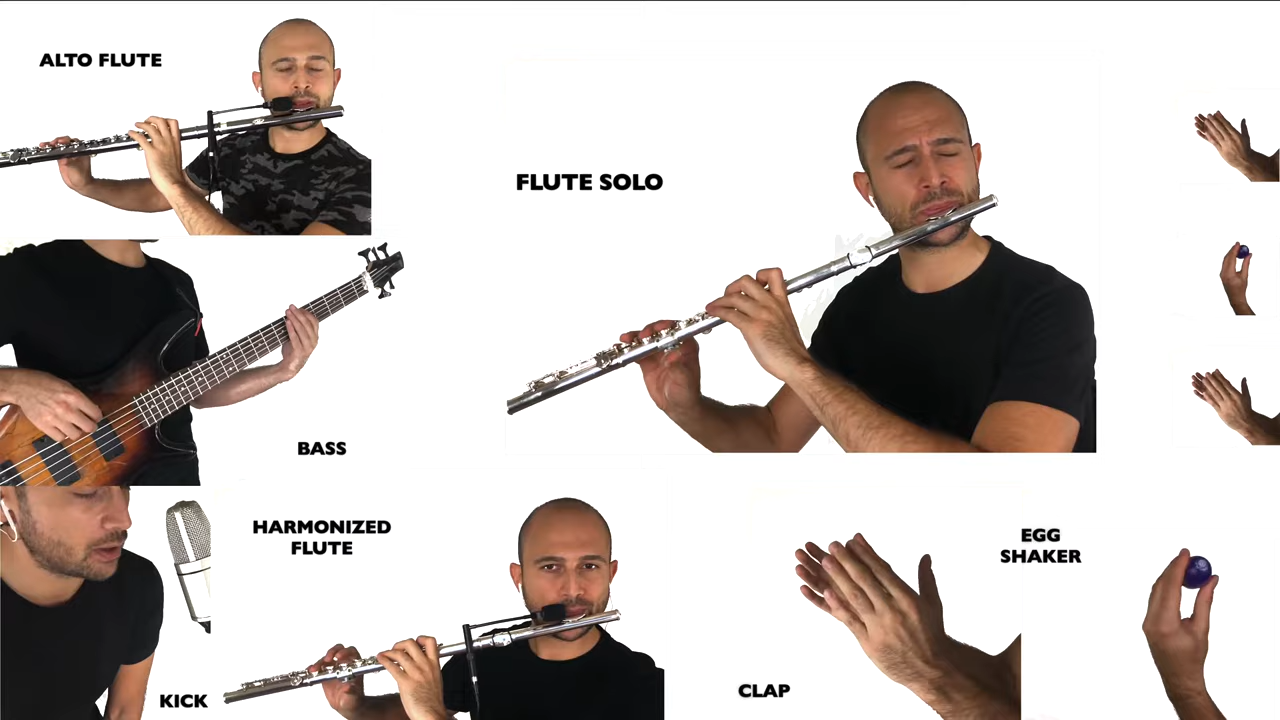 ALTO FLUTE
FLUTE SOLO
BASS
HARMONIZED
FLUTE
EGG
SHAKER
KICK
CLAP